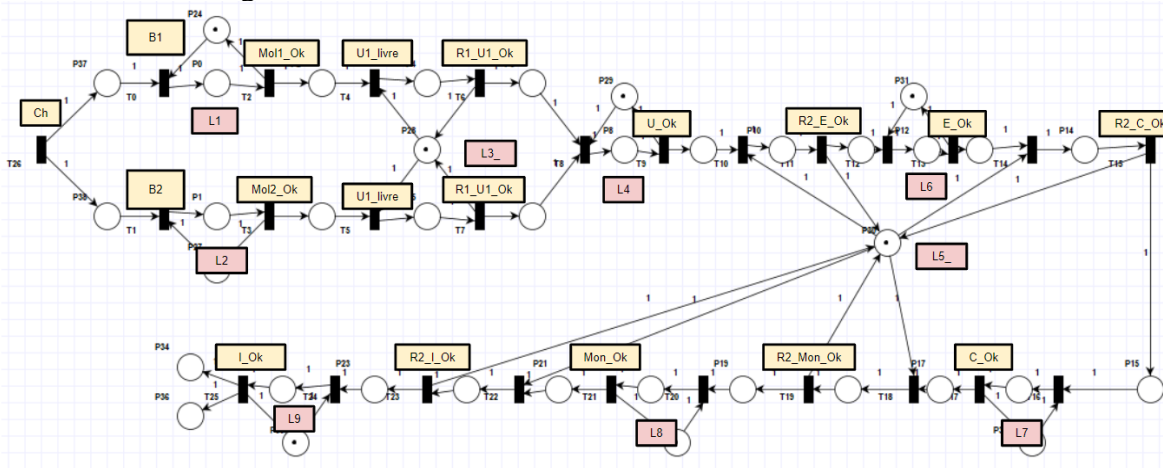 P24
B1
P37
P0
Mol1_Ok
U1_livre
R1_U1_Ok
T0
T2
T4
T6
Ch
L1
T26
P28
L3_
P38
B2
P1
Mol2_Ok
U1_livre
R1_U1_Ok
T1
T3
T5
T7
L2
P29
P31
U_Ok
R2_E_Ok
E_Ok
R2_C_Ok
P8
P10
P12
P14
T8
T9
T10
T11
T12
T13
T14
T15
L4
L6
L5_
P34
I_Ok
P23
R2_I_Ok
P21
Mon_Ok
P19
R2_Mon_Ok
P17
C_Ok
P15
P36
T25
T23
T22
T21
T20
T19
T18
L9
L8
L7
1